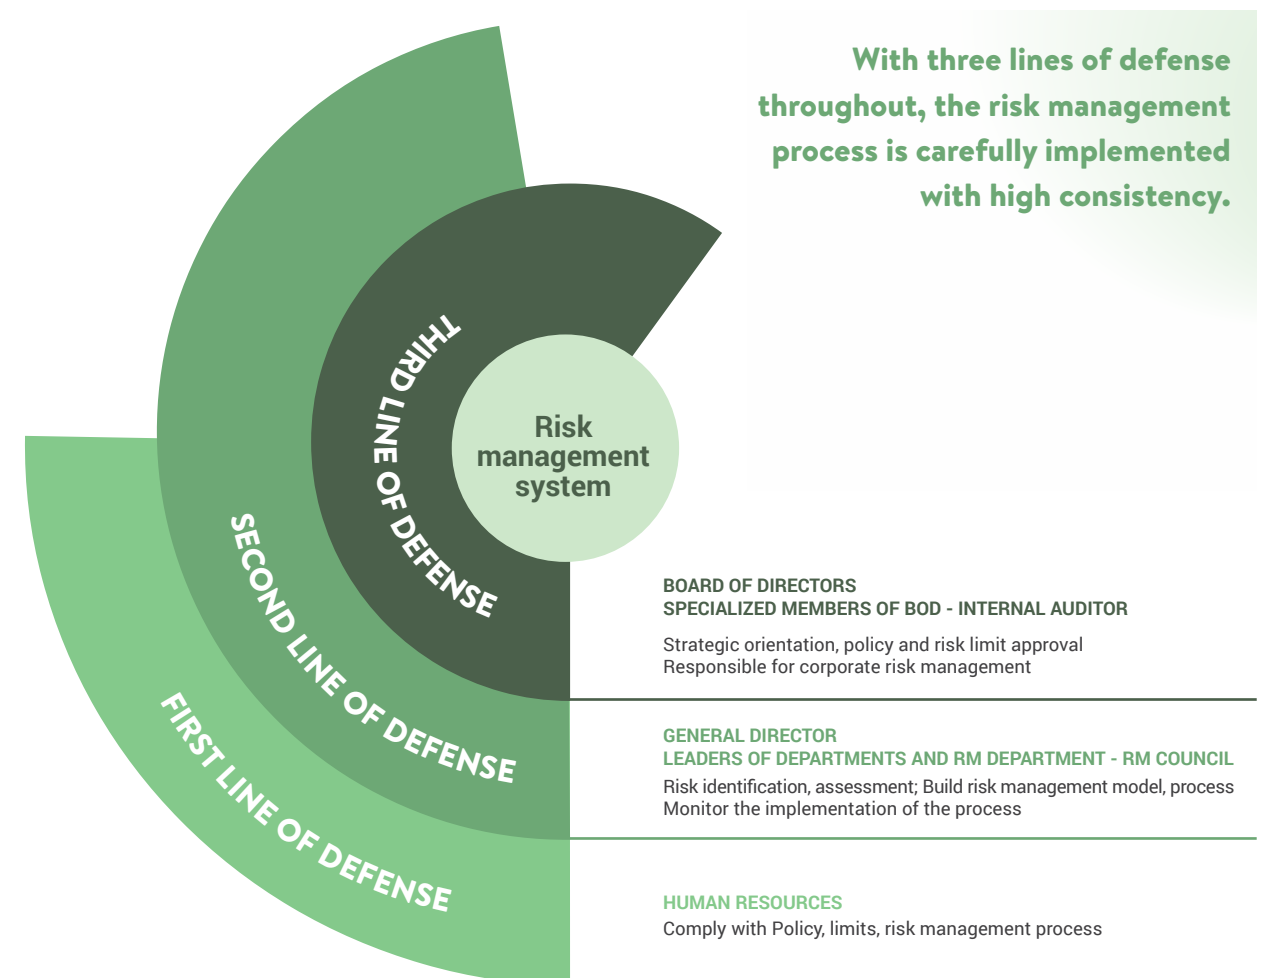 With three lines of defense
throughout, the risk management
process is carefully implemented
with high consistency.
THIRD LINE OF DEFENSE
Risk
management
system
SECOND LINE OF DEFENSE
FIRST LINE OF DEFENSE
BOARD OF DIRECTORS
SPECIALIZED MEMBERS OF BOD - INTERNAL AUDITOR
Strategic orientation, policy and risk limit approval
Responsible for corporate risk management
GENERAL DIRECTOR
LEADERS OF DEPARTMENTS AND RM DEPARTMENT - RM COUNCIL
Risk identification, assessment; Build risk management model, process
Monitor the implementation of the process
HUMAN RESOURCES
Comply with Policy, limits, risk management process